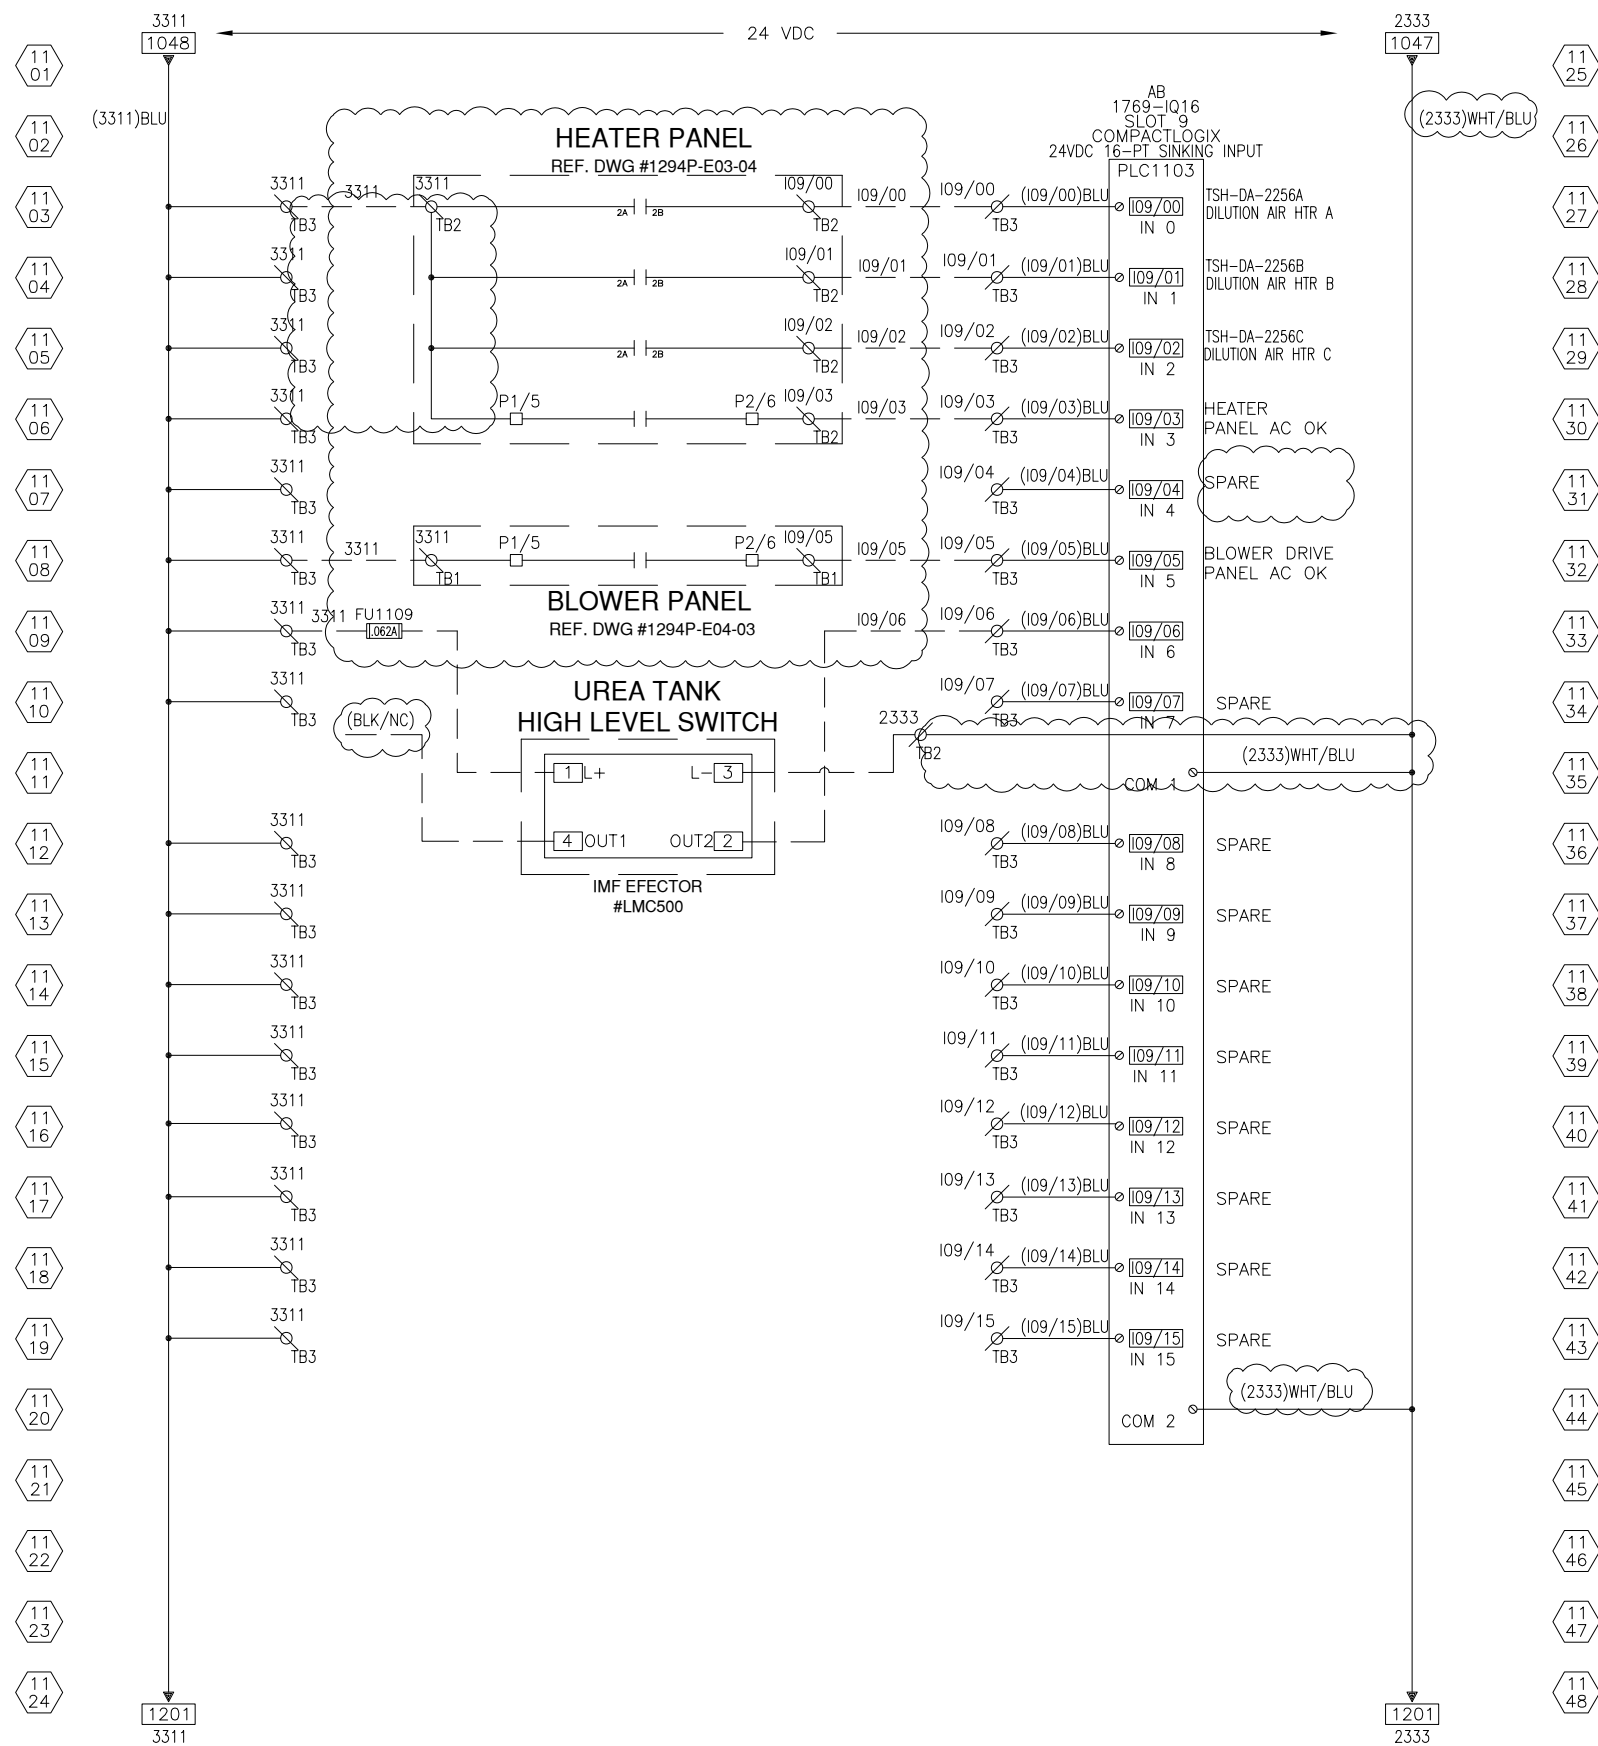 3311
1048
24 VDC
2333
1047
11
01
11
25
(3311)BLU
(2333)WHT/BLU
11
02
11
26
AB
1769-IQ16
SLOT 9
COMPACTLOGIX
24VDC 16-PT SINKING INPUT
PLC1103
HEATER PANEL
REF. DWG #1294P-E03-04
11
03
3311
TB3
3311
3311
TB2
2A 2B
I09/00
TB2
I09/00
I09/00
TB3
(I09/00)BLU
I09/00
IN 0
TSH-DA-2256A
DILUTION AIR HTR A
11
27
11
04
3311
TB3
2A 2B
I09/01
TB2
I09/01
I09/01
TB3
(I09/01)BLU
I09/01
IN 1
TSH-DA-2256B
DILUTION AIR HTR B
11
28
11
05
3311
TB3
2A 2B
I09/02
TB2
I09/02
I09/02
TB3
(I09/02)BLU
I09/02
IN 2
TSH-DA-2256C
DILUTION AIR HTR C
11
29
11
06
3311
TB3
P1/5
P2/6
I09/03
TB2
I09/03
I09/03
TB3
(I09/03)BLU
I09/03
IN 3
HEATER
PANEL AC OK
11
30
11
07
3311
TB3
I09/04
TB3
(I09/04)BLU
I09/04
IN 4
SPARE
11
31
11
08
3311
TB3
3311
3311
TB1
P1/5
P2/6
I09/05
TB1
I09/05
I09/05
TB3
(I09/05)BLU
I09/05
IN 5
BLOWER DRIVE
PANEL AC OK
11
32
BLOWER PANEL
REF. DWG #1294P-E04-03
11
09
3311
TB3
3311
FU1109
.062A
I09/06
I09/06
TB3
(I09/06)BLU
I09/06
IN 6
11
33
11
10
3311
TB3
(BLK/NC)
UREA TANK
HIGH LEVEL SWITCH
2333
TB2
I09/07
TB3
(I09/07)BLU
I09/07
IN 7
SPARE
11
34
11
11
1 L+
L- 3
(2333)WHT/BLU
COM 1
11
35
11
12
3311
TB3
4 OUT1
OUT2 2
I09/08
TB3
(I09/08)BLU
I09/08
IN 8
SPARE
11
36
IMF EFECTOR
#LMC500
11
13
3311
TB3
I09/09
TB3
(I09/09)BLU
I09/09
IN 9
SPARE
11
37
11
14
3311
TB3
I09/10
TB3
(I09/10)BLU
I09/10
IN 10
SPARE
11
38
11
15
3311
TB3
I09/11
TB3
(I09/11)BLU
I09/11
IN 11
SPARE
11
39
11
16
3311
TB3
I09/12
TB3
(I09/12)BLU
I09/12
IN 12
SPARE
11
40
11
17
3311
TB3
I09/13
TB3
(I09/13)BLU
I09/13
IN 13
SPARE
11
41
11
18
3311
TB3
I09/14
TB3
(I09/14)BLU
I09/14
IN 14
SPARE
11
42
11
19
3311
TB3
I09/15
TB3
(I09/15)BLU
I09/15
IN 15
SPARE
11
43
11
20
(2333)WHT/BLU
COM 2
11
44
11
21
11
45
11
22
11
46
11
23
11
47
11
24
11
48
1201
3311
1201
2333